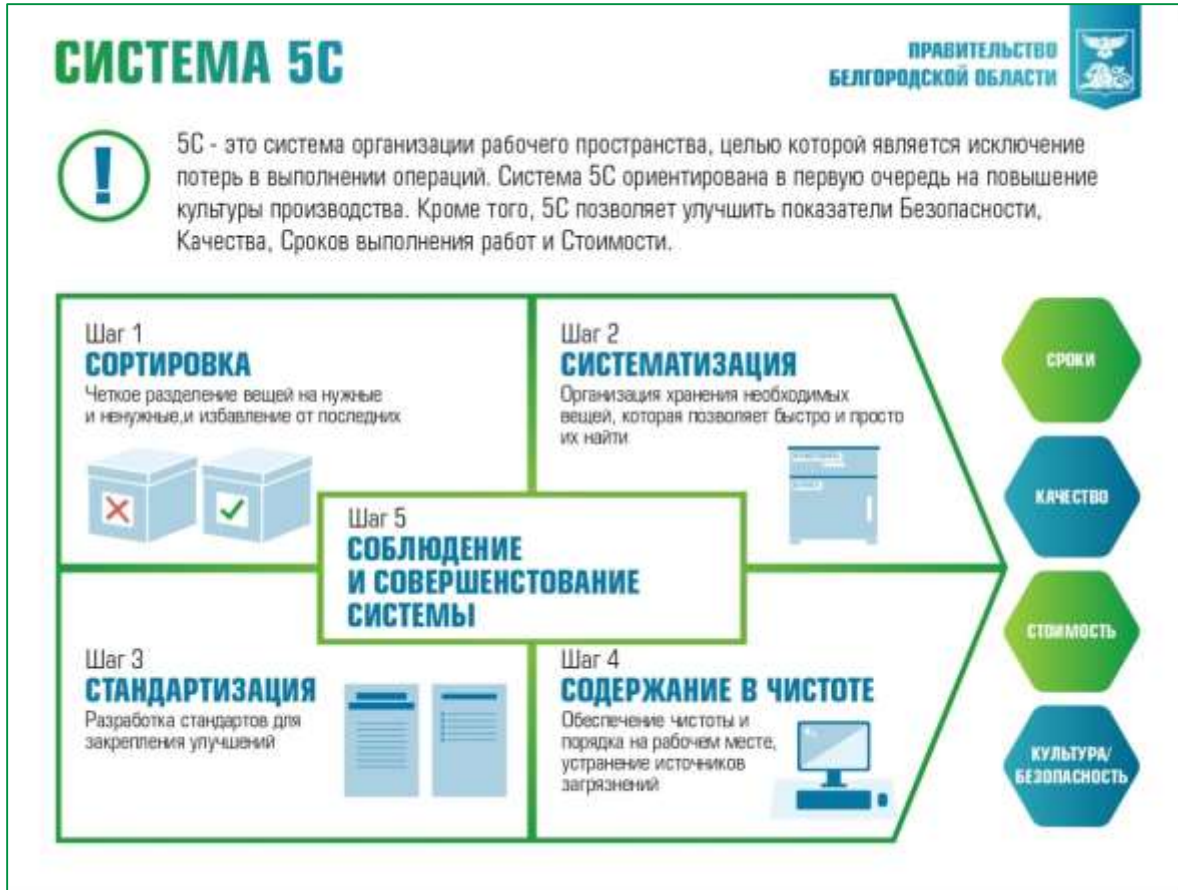 СИСТЕМА 5С
ПРАВИТЕЛЬСТВО
БЕЛГОРОДСКОЙ ОБЛАСТИ
!
5С - это система организации рабочего пространства, целью которой является исключение
потерь в выполнении операций. Система 5С ориентирована в первую очередь на повышение
культуры производства. Кроме того, 5С позволяет улучшить показатели Безопасности,
Качества, Сроков выполнения работ и Стоимости.
Шаг 1
СОРТИРОВКА
Четкое разделение вещей на нужные
и ненужные,и избавление от последних
Шаг 2
СИСТЕМАТИЗАЦИЯ
Организация хранения необходимых
вещей, которая позволяет быстро и просто
их найти
Шаг 5
СОБЛЮДЕНИЕ
И СОВЕРШЕНСТОВАНИЕ
СИСТЕМЫ
Шаг 3
СТАНДАРТИЗАЦИЯ
Разработка стандартов для
закрепления улучшений
Шаг 4
СОДЕРЖАНИЕ В ЧИСТОТЕ
Обеспечение чистоты и
порядка на рабочем месте,
устранение источников
загрязнений
СРОКИ
КАЧЕСТВО
СТОИМОСТЬ
КУЛЬТУРА/
БЕЗОПАСНОСТЬ